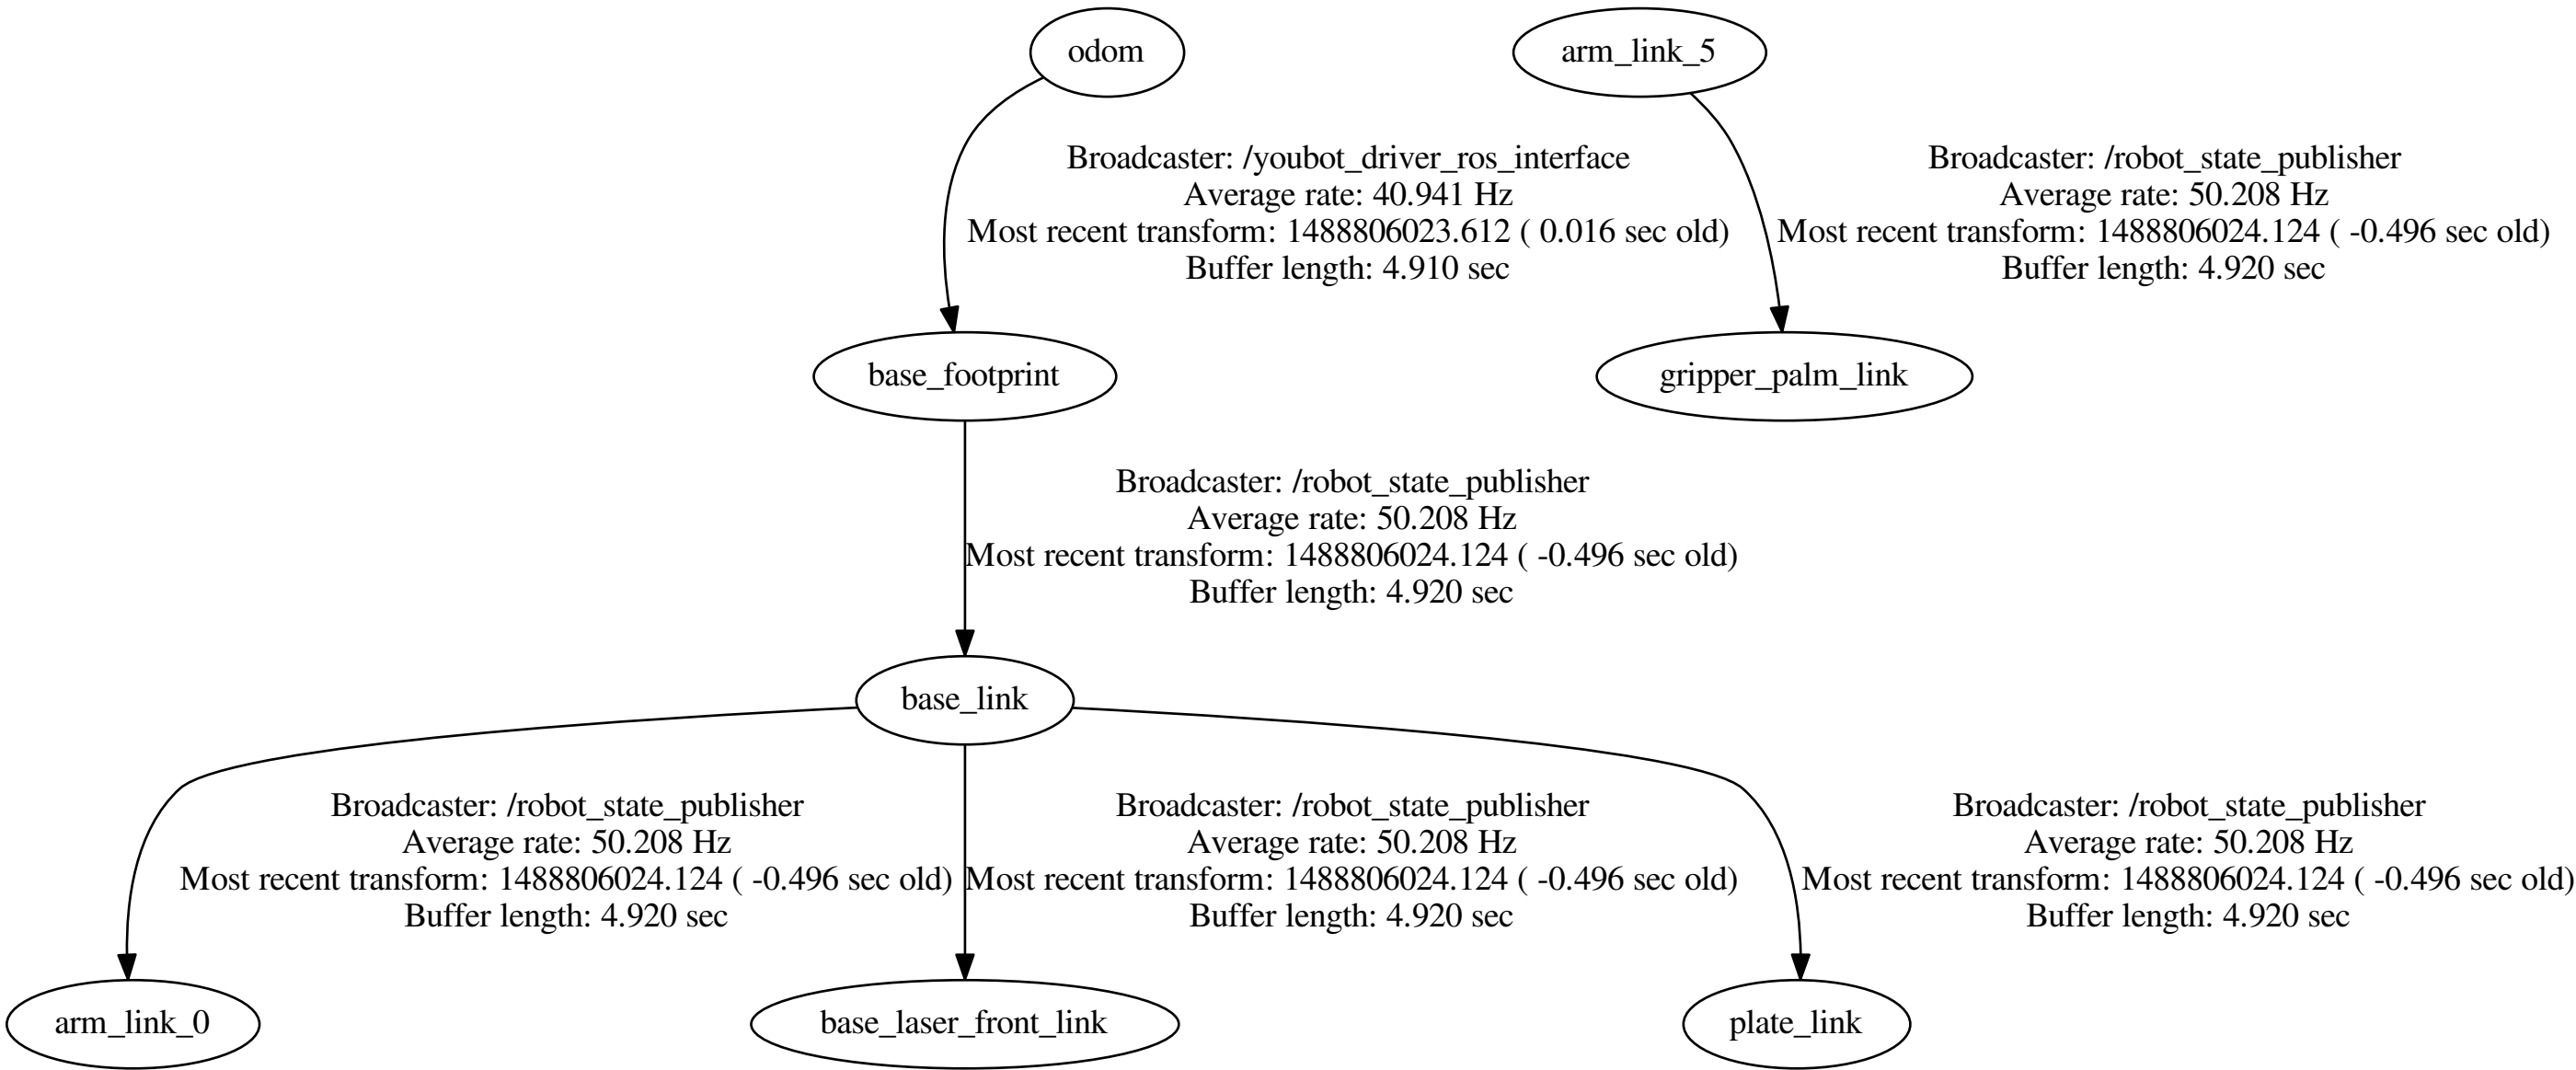 odom
arm_link_5
Broadcaster: /youbot_driver_ros_interface
Average rate: 40.941 Hz
Most recent transform: 1488806023.612 ( 0.016 sec old)
Buffer length: 4.910 sec
Broadcaster: /robot_state_publisher
Average rate: 50.208 Hz
Most recent transform: 1488806024.124 ( -0.496 sec old)
Buffer length: 4.920 sec
base_footprint
gripper_palm_link
Broadcaster: /robot_state_publisher
Average rate: 50.208 Hz
Most recent transform: 1488806024.124 ( -0.496 sec old)
Buffer length: 4.920 sec
base_link
Broadcaster: /robot_state_publisher
Average rate: 50.208 Hz
Most recent transform: 1488806024.124 ( -0.496 sec old)
Buffer length: 4.920 sec
Broadcaster: /robot_state_publisher
Average rate: 50.208 Hz
Most recent transform: 1488806024.124 ( -0.496 sec old)
Buffer length: 4.920 sec
Broadcaster: /robot_state_publisher
Average rate: 50.208 Hz
Most recent transform: 1488806024.124 ( -0.496 sec old)
Buffer length: 4.920 sec
arm_link_0
base_laser_front_link
plate_link